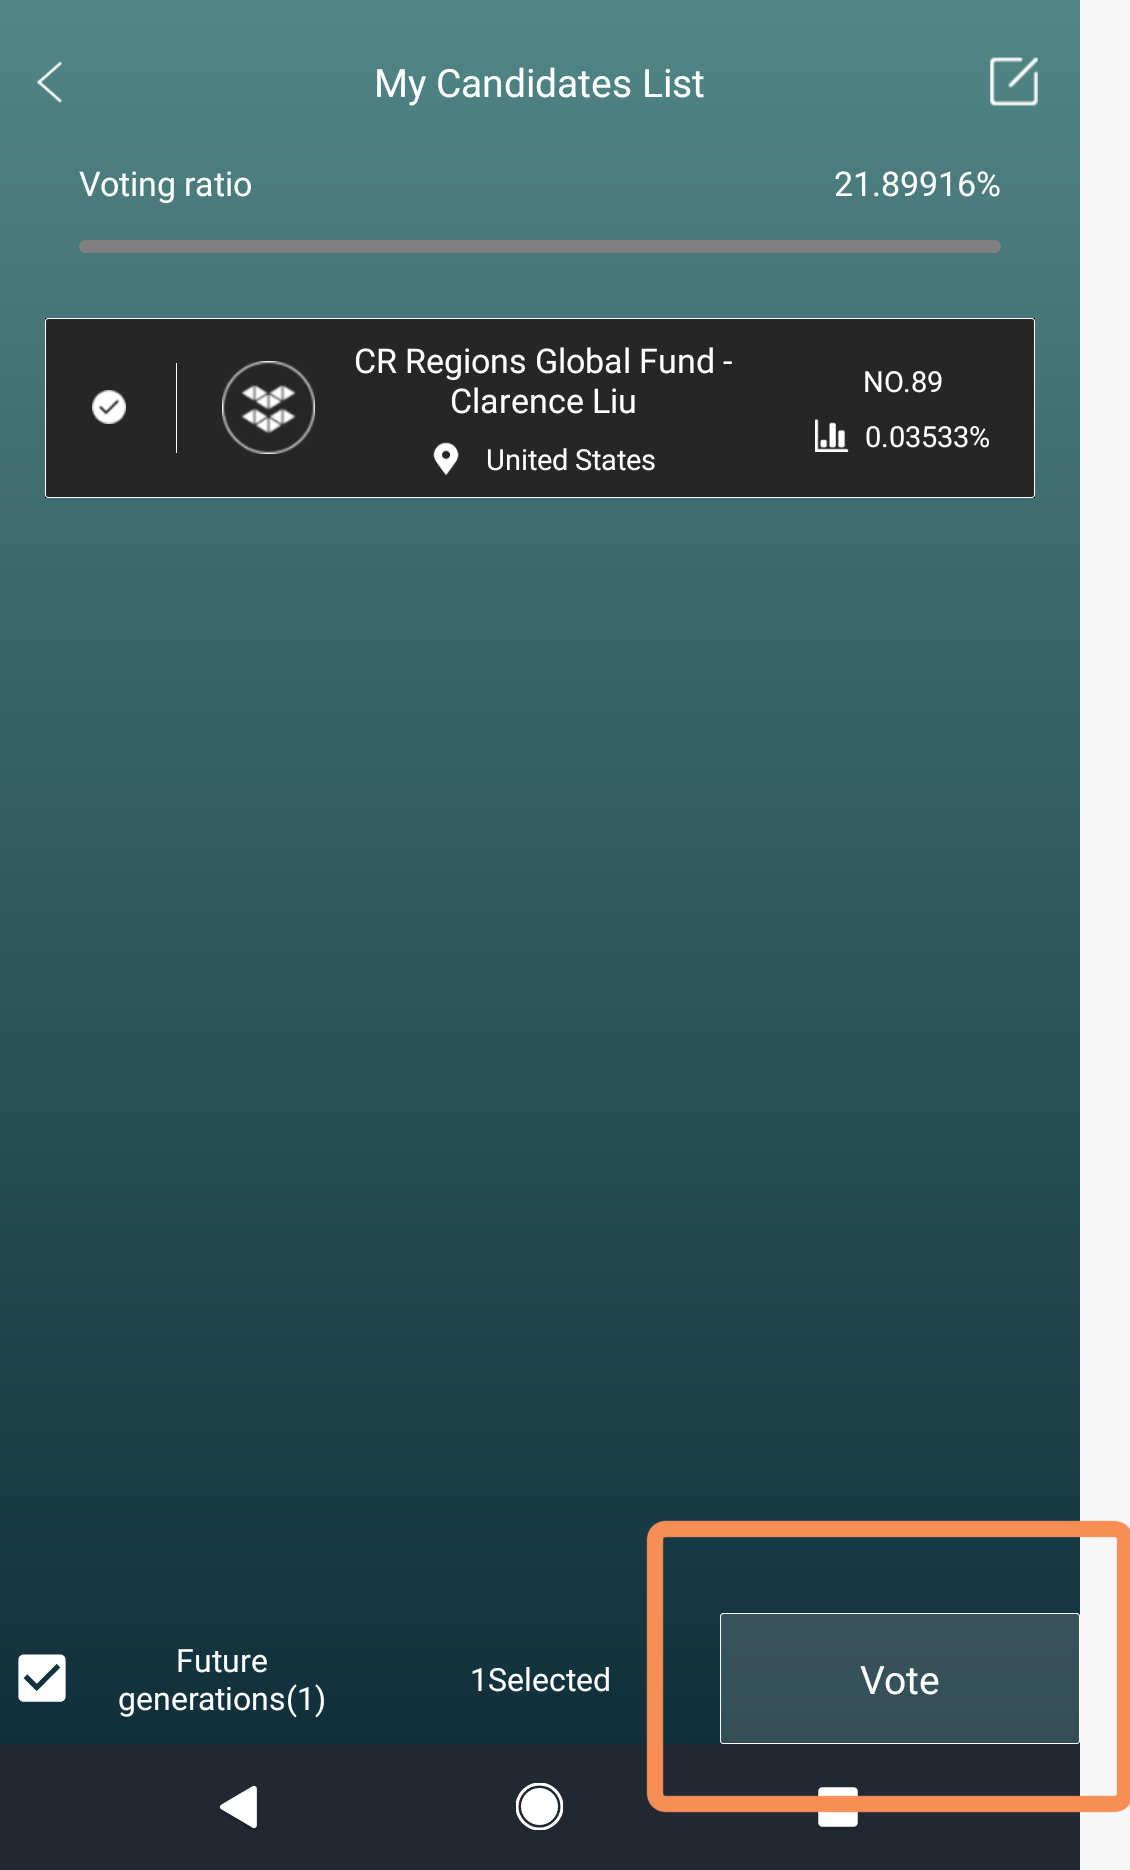 My Candidates List
Voting ratio 21.89916%
CR Regions Global Fund -
Clarence Liu
United States
NO.89
0.03533%
Future
generations(1)
1Selected
Vote